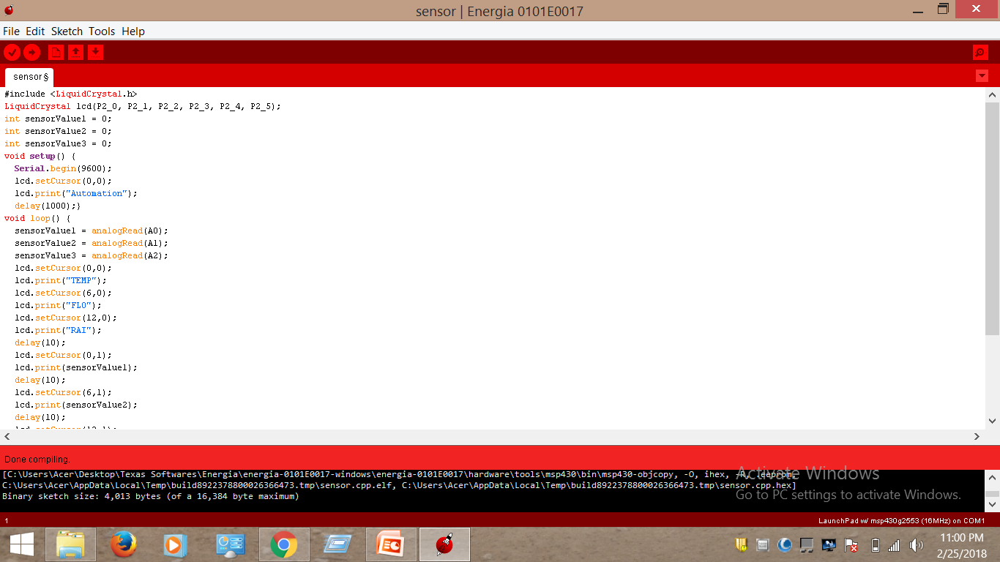 sensor | Energia 0101E0017
File Edit Sketch Tools Help
sensor §
#include <LiquidCrystal.h>
LiquidCrystal lcd(P2_0, P2_1, P2_2, P2_3, P2_4, P2_5);
int sensorValue1 = 0;
int sensorValue2 = 0;
int sensorValue3 = 0;
void setup() {
  Serial.begin(9600);
  lcd.setCursor(0,0);
  lcd.print("Automation");
  delay(1000);}
void loop() {
  sensorValue1 = analogRead(A0);
  sensorValue2 = analogRead(A1);
  sensorValue3 = analogRead(A2);
  lcd.setCursor(0,0);
  lcd.print("TEMP");
  lcd.setCursor(6,0);
  lcd.print("FLO");
  lcd.setCursor(12,0);
  lcd.print("RAI");
  delay(10);
  lcd.setCursor(0,1);
  lcd.print(sensorValue1);
  delay(10);
  lcd.setCursor(6,1);
  lcd.print(sensorValue2);
  delay(10);
  lcd.setCursor(12,1);
Done compiling.
[C:\Users\Acer\Desktop\Texas Softwares\Energia\energia-0101E0017-windows\energia-0101E0017\hardware\tools\msp430\bin\msp430-objcopy, -O, ihex, -R, .eeprom,
C:\Users\Acer\AppData\Local\Temp\build8922378800026366473.tmp\sensor.cpp.elf, C:\Users\Acer\AppData\Local\Temp\build8922378800026366473.tmp\sensor.cpp.hex]
Binary sketch size: 4,013 bytes (of a 16,384 byte maximum)
Activate Windows
Go to PC settings to activate Windows.
1
LaunchPad w/ msp430g2553 (16MHz) on COM1
11:00 PM
2/25/2018